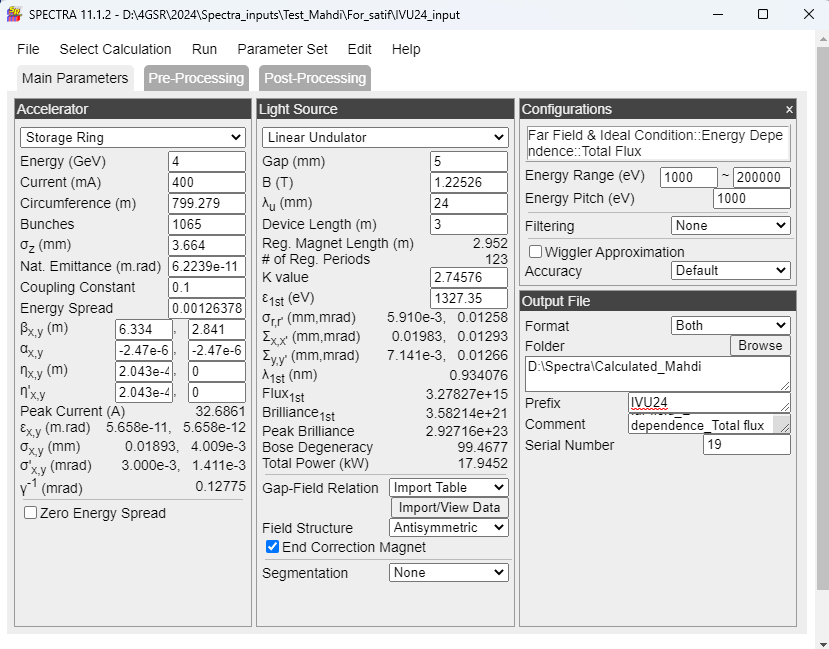 SPECTRA 11.1.2 - D:\4GSR\2024\Spectra_inputs\Test_Mahdi\For_satif\IVU24_input
File Select Calculation Run Parameter Set Edit Help
Main Parameters Pre-Processing Post-Processing
Accelerator
Storage Ring
Energy (GeV) 4
Current (mA) 400
Circumference (m) 799.279
Bunches 1065
σz (mm) 3.664
Nat. Emittance (m.rad) 6.2239e-11
Coupling Constant 0.1
Energy Spread 0.00126378
βx,y (m) 6.334 , 2.841
αx,y -2.47e-6 , -2.47e-6
ηx,y (m) 2.043e-4 , 0
η'x,y 2.043e-4 , 0
Peak Current (A) 32.6861
εx,y (m.rad) 5.658e-11, 5.658e-12
σx,y (mm) 0.01893, 4.009e-3
σ'x,y (mrad) 3.000e-3, 1.411e-3
γ-1 (mrad) 0.12775
Zero Energy Spread
Light Source
Linear Undulator
Gap (mm) 5
B (T) 1.22526
λu (mm) 24
Device Length (m) 3
Reg. Magnet Length (m) 2.952
# of Reg. Periods 123
K value 2.74576
ε1st (eV) 1327.35
σr,r' (mm,mrad) 5.910e-3, 0.01258
Σx,x' (mm,mrad) 0.01983, 0.01293
Σy,y' (mm,mrad) 7.141e-3, 0.01266
λ1st (nm) 0.934076
Flux1st 3.27827e+15
Brilliance1st 3.58214e+21
Peak Brilliance 2.92716e+23
Bose Degeneracy 99.4677
Total Power (kW) 17.9452
Gap-Field Relation Import Table
Import/View Data
Field Structure Antisymmetric
End Correction Magnet
Segmentation None
Configurations x
Far Field & Ideal Condition::Energy Depe
ndence::Total Flux
Energy Range (eV) 1000 ~ 200000
Energy Pitch (eV) 1000
Filtering None
Wiggler Approximation
Accuracy Default
Output File
Format Both
Folder Browse
D:\Spectra\Calculated_Mahdi
Prefix IVU24
Comment dependence_Total flux
Serial Number 19